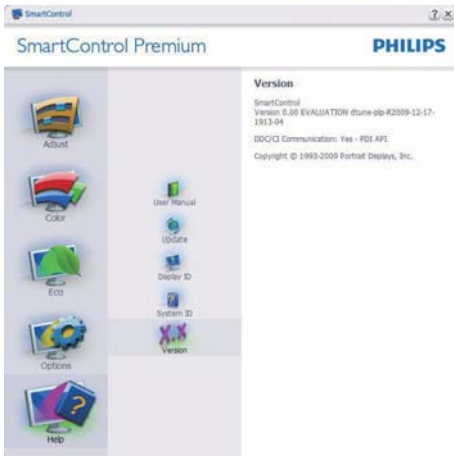 SmartControl
SmartControl Premium
PHILIPS
Adjust
Color
Eco
Options
Help
User Manual
Update
Display ID
System ID
Version
Version
SmartControl
Version 0.00 EVALUATION dtune-plp-R2009-12-17-
1913-04
DDC/CI Communication: Yes - PDI API
Copyright © 1993-2009 Portrait Displays, Inc.